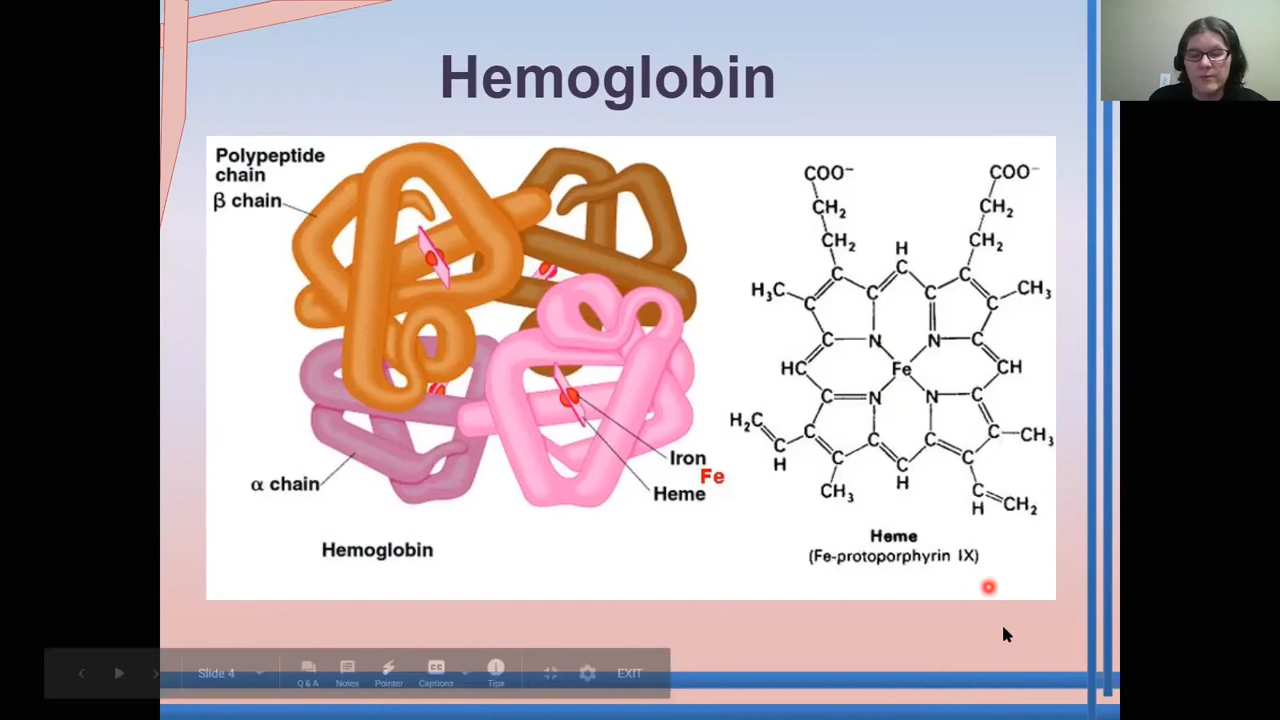 Hemoglobin
Polypeptide
chain
β chain
α chain
Iron
Fe
Heme
Hemoglobin
COO⁻ COO⁻
CH₂ CH₂
CH₂ H CH₂
H₃C C C C C C CH₃
C C
C N N C
HC Fe CH
C N N C
H₂C C C CH₃
C C C C C
H H
CH₃ C CH₂
H
Heme
(Fe-protoporphyrin IX)
Slide 4
Q & A Notes Pointer Captions Tips
CC
EXIT